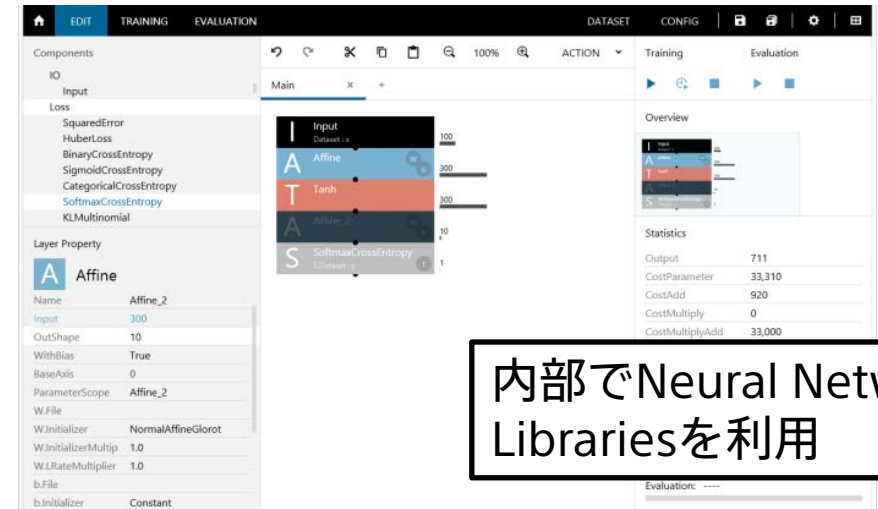 EDIT TRAINING EVALUATION DATASET CONFIG
Components
IO
Input
Loss
SquaredError
HuberLoss
BinaryCrossEntropy
SigmoidCrossEntropy
CategoricalCrossEntropy
SoftmaxCrossEntropy
KLMultinomial
Layer Property
A Affine
Name Affine_2
Input 300
OutShape 10
WithBias True
BaseAxis 0
ParameterScope Affine_2
W.File
W.Initializer NormalAffineGlorot
W.InitializerMultip 1.0
W.LRateMultiplier 1.0
b.File
b.Initializer Constant
100% ACTION
Main x +
I Input
Dataset : x
100
A Affine W b
300
T Tanh
300
A Affine_2
10
S SoftmaxCrossEntropy
T.Dataset : y T
1
Training Evaluation
Overview
Statistics
Output 711
CostParameter 33,310
CostAdd 920
CostMultiply 0
CostMultiplyAdd 33,000
内部でNeural Netw
Librariesを利用
Evaluation: ----